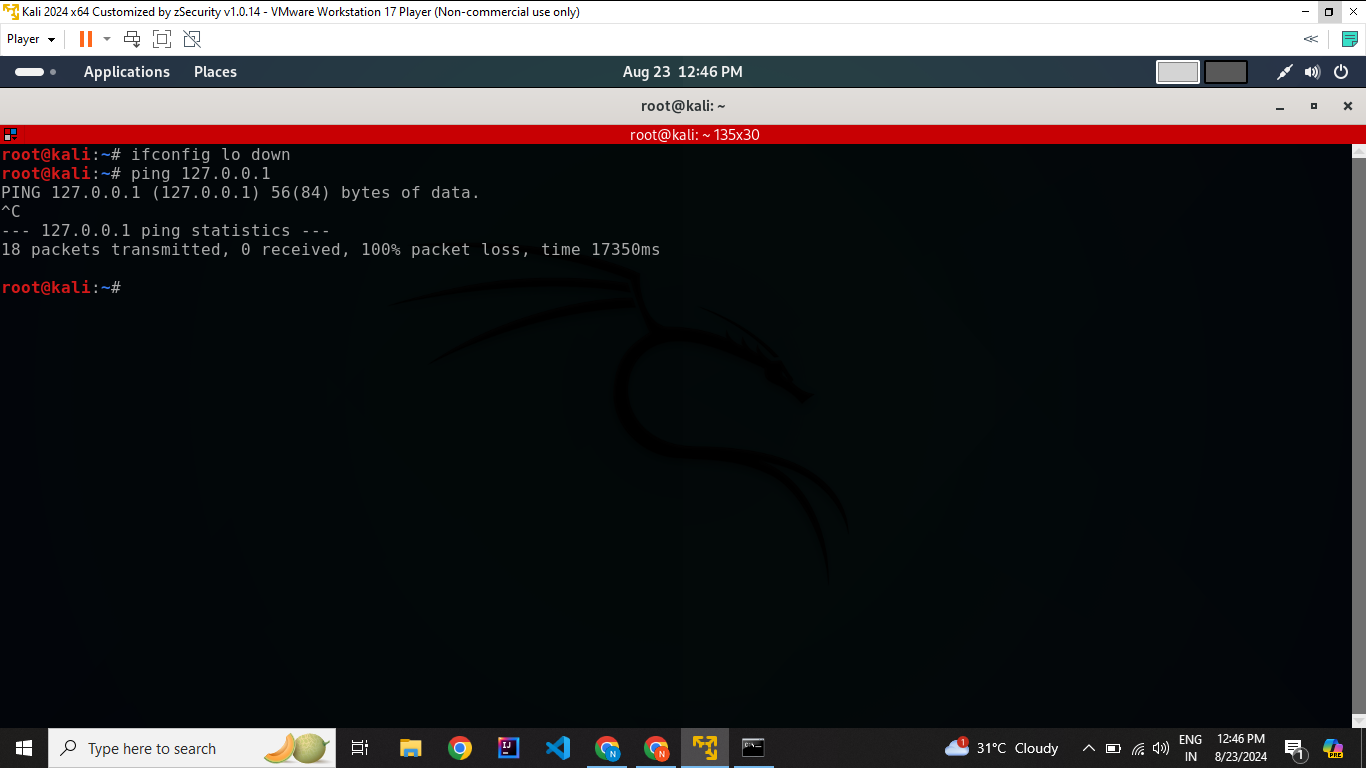 Kali 2024 x64 Customized by zSecurity v1.0.14 - VMware Workstation 17 Player (Non-commercial use only)
Player
Applications Places Aug 23 12:46 PM
root@kali: ~
root@kali: ~ 135x30
root@kali:~# ifconfig lo down
root@kali:~# ping 127.0.0.1
PING 127.0.0.1 (127.0.0.1) 56(84) bytes of data.
^C
--- 127.0.0.1 ping statistics ---
18 packets transmitted, 0 received, 100% packet loss, time 17350ms
root@kali:~#
Type here to search
IJ
N
N
C:\
1
31°C Cloudy
ENG
IN
12:46 PM
8/23/2024
1
PRE